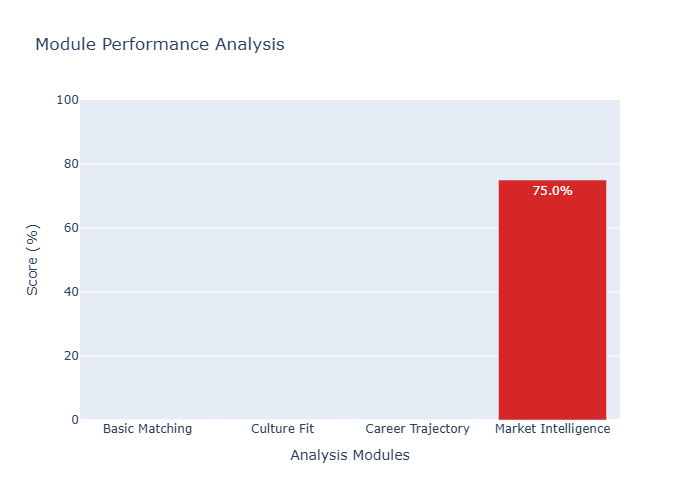 Module Performance Analysis
100
80
60
40
20
0
Score (%)
75.0%
Basic Matching
Culture Fit
Career Trajectory
Market Intelligence
Analysis Modules